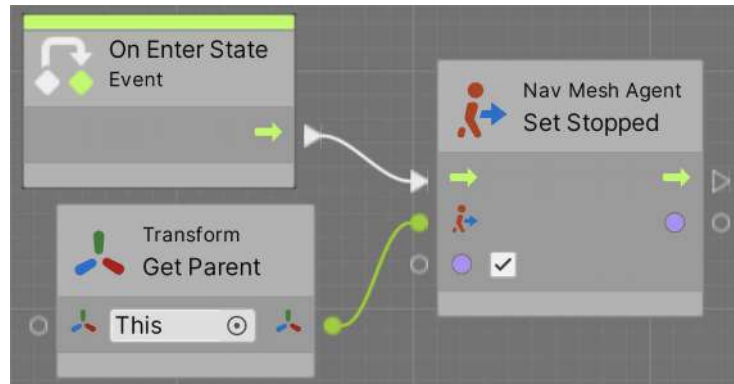 On Enter State
Event
Nav Mesh Agent
Set Stopped
Transform
Get Parent
This